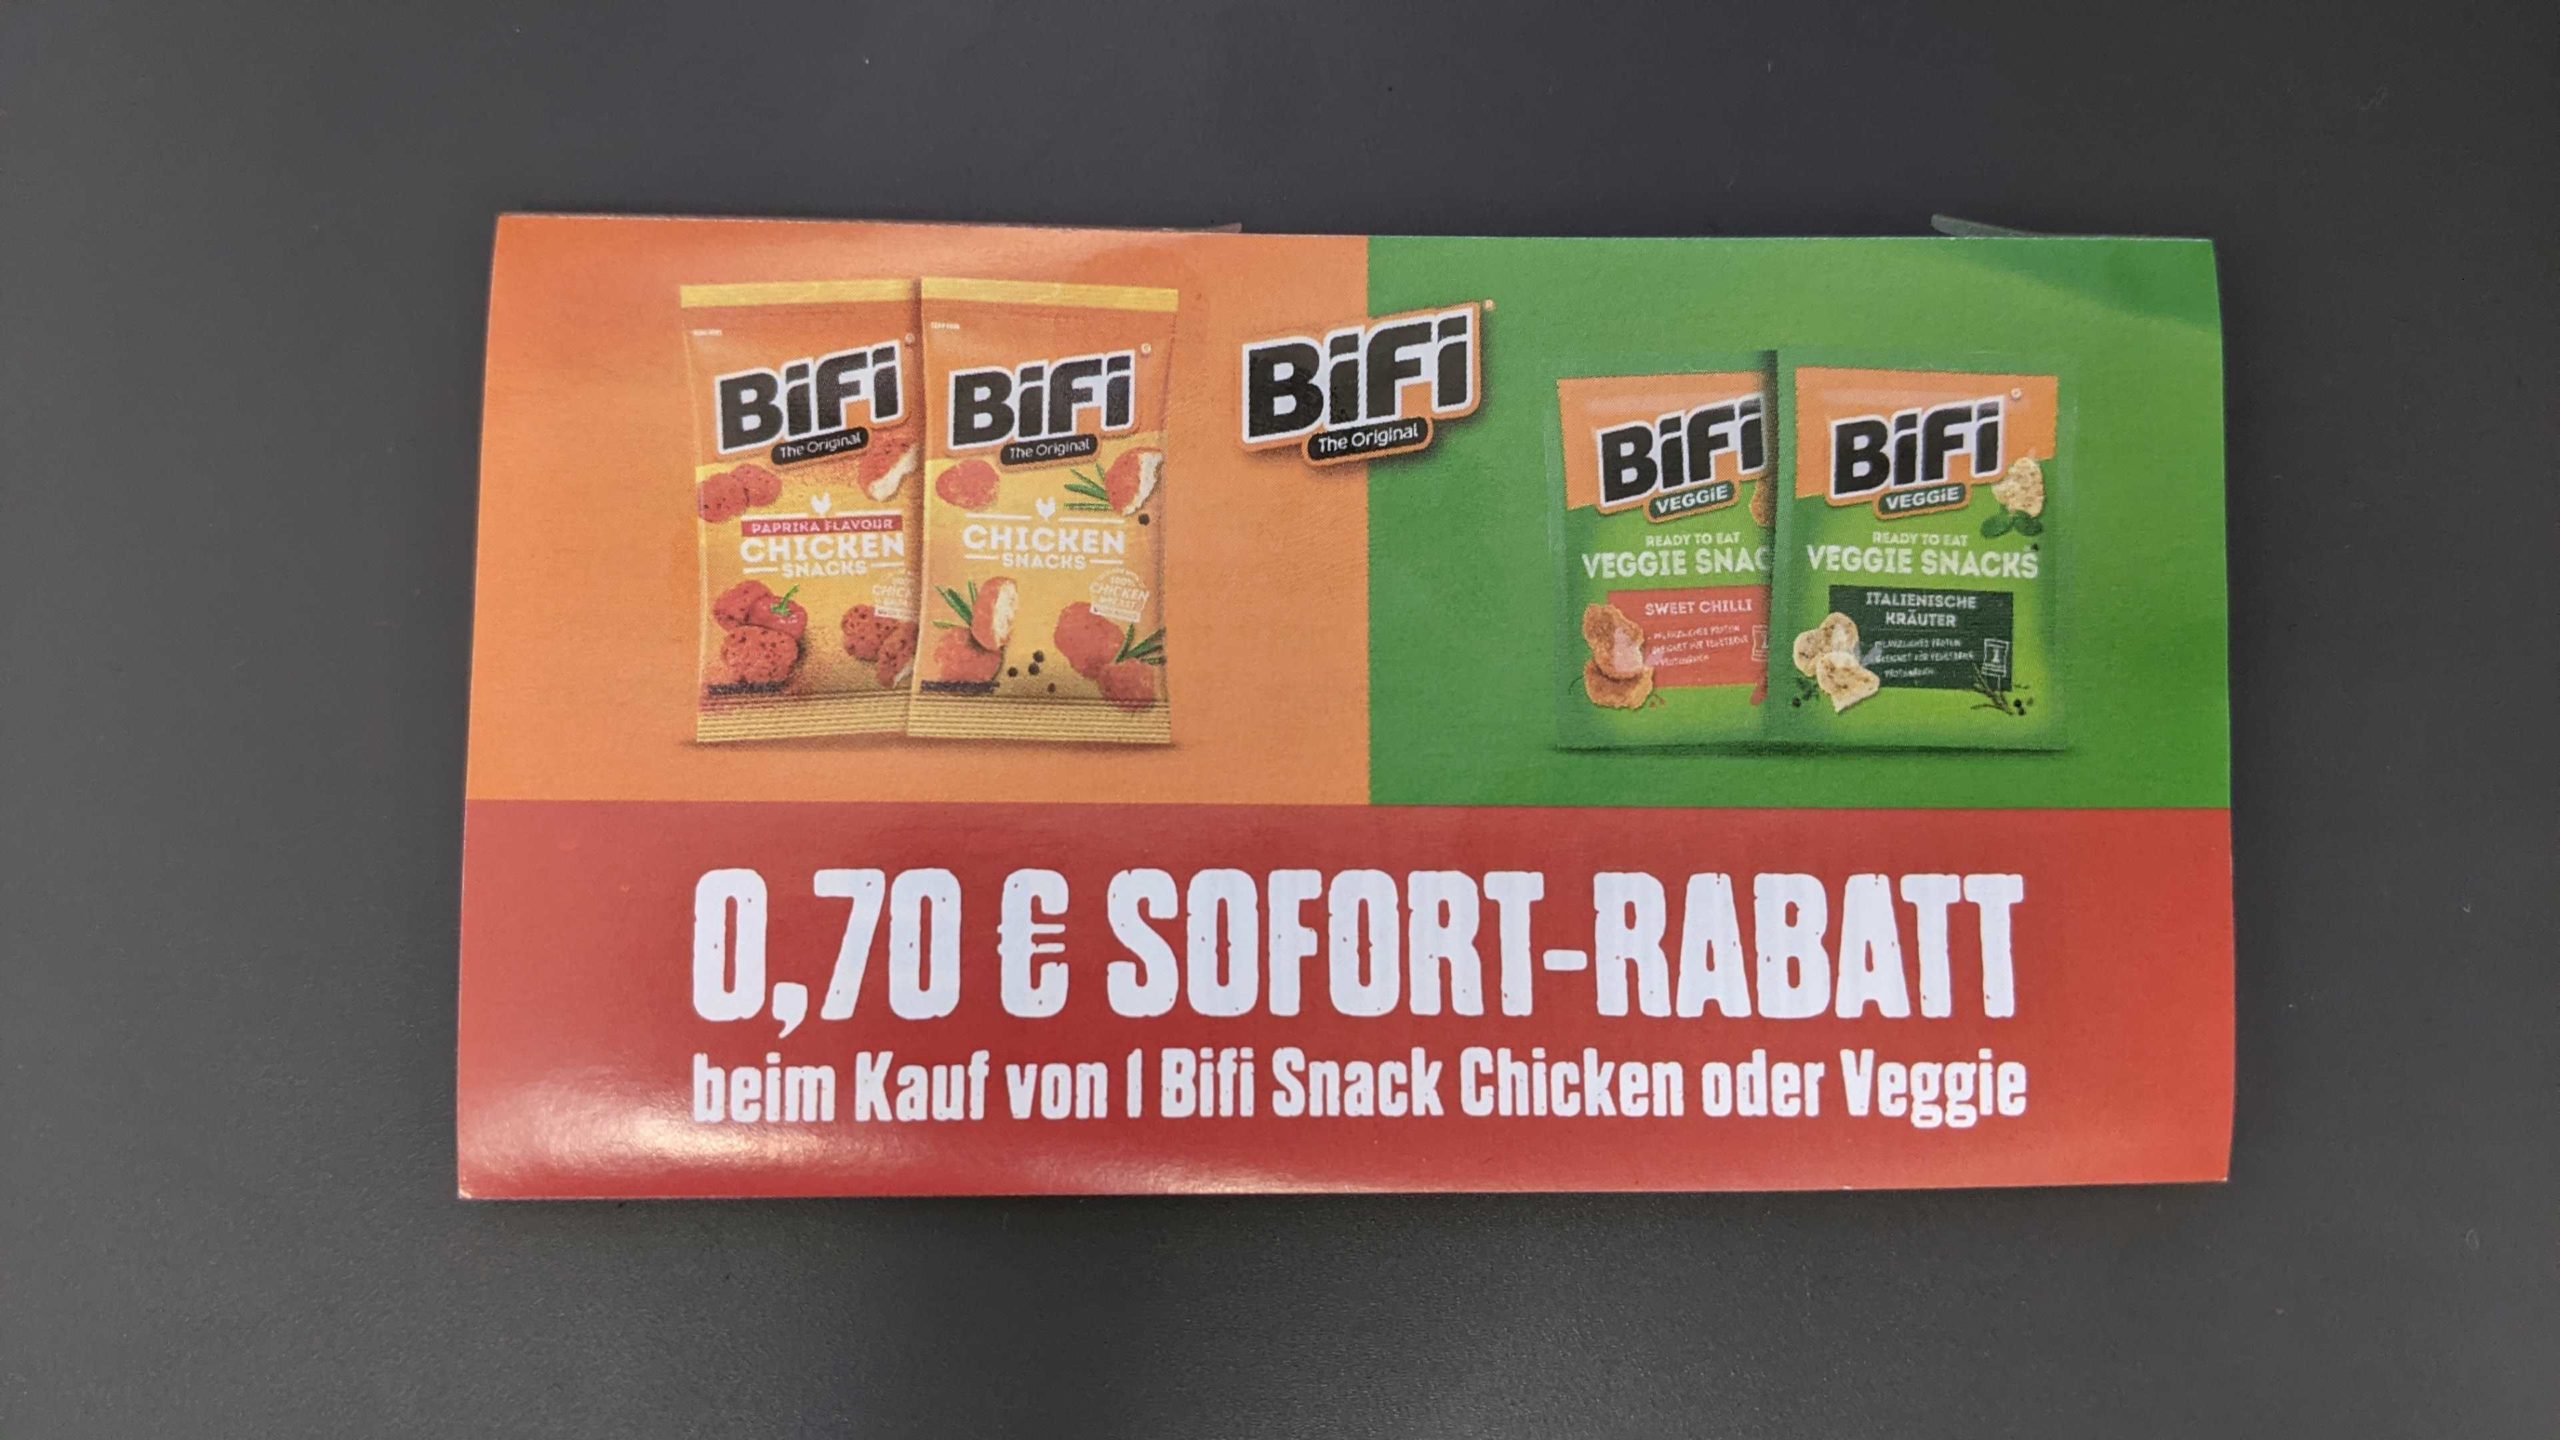 BiFi
The Original
PAPRIKA FLAVOUR
CHICKEN
SNACKS
BiFi
The Original
CHICKEN
SNACKS
100%
CHICKEN
BiFi
The Original
BiFi
VEGGIE
READY TO EAT
VEGGIE SNAC
SWEET CHILLI
BiFi
VEGGIE
READY TO EAT
VEGGIE SNACKS
ITALIENISCHE
KRÄUTER
0,70 € SOFORT-RABATT
beim Kauf von 1 Bifi Snack Chicken oder Veggie